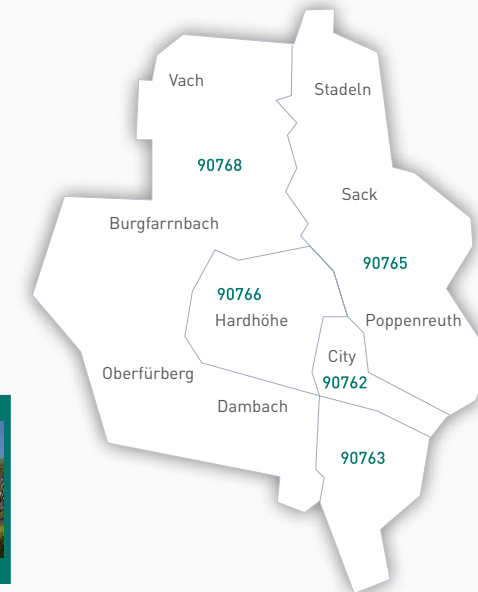 Vach
Stadeln
90768
Sack
Burgfarrnbach
90765
90766
Hardhöhe
Poppenreuth
City
Oberfürberg
90762
Dambach
90763